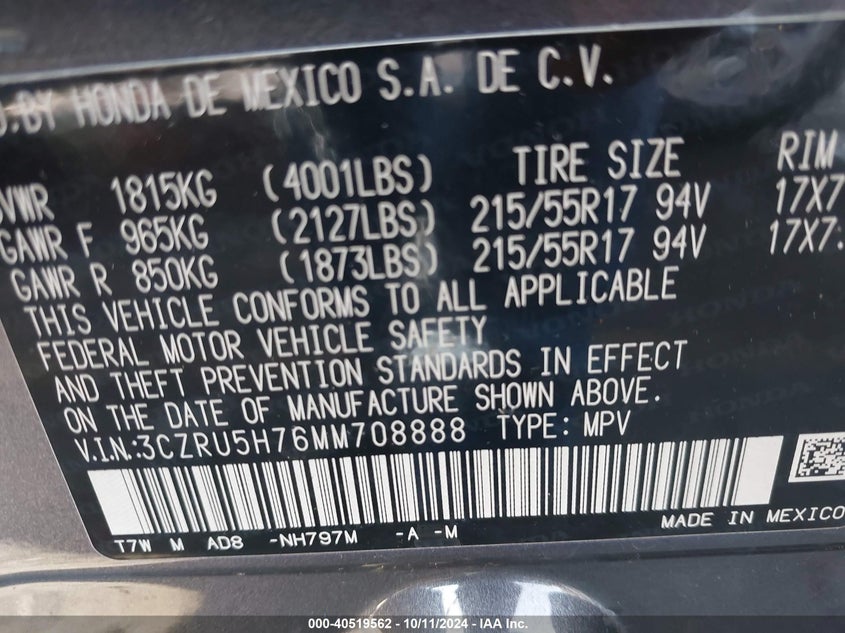 BY HONDA DE MEXICO S.A. DE C.V.
1815KG (4001LBS) TIRE SIZE RIM
GAWR F 965KG (2127LBS) 215/55R17 94V 17X7
GAWR R 850KG (1873LBS) 215/55R17 94V 17X7
THIS VEHICLE CONFORMS TO ALL APPLICABLE
FEDERAL MOTOR VEHICLE SAFETY
AND THEFT PREVENTION STANDARDS IN EFFECT
ON THE DATE OF MANUFACTURE SHOWN ABOVE.
V.I.N.:3CZRU5H76MM708888 TYPE: MPV
MADE IN MEXICO
T7W M AD8 -NH797M -A -M
000-40519562 - 10/11/2024 - IAA Inc.